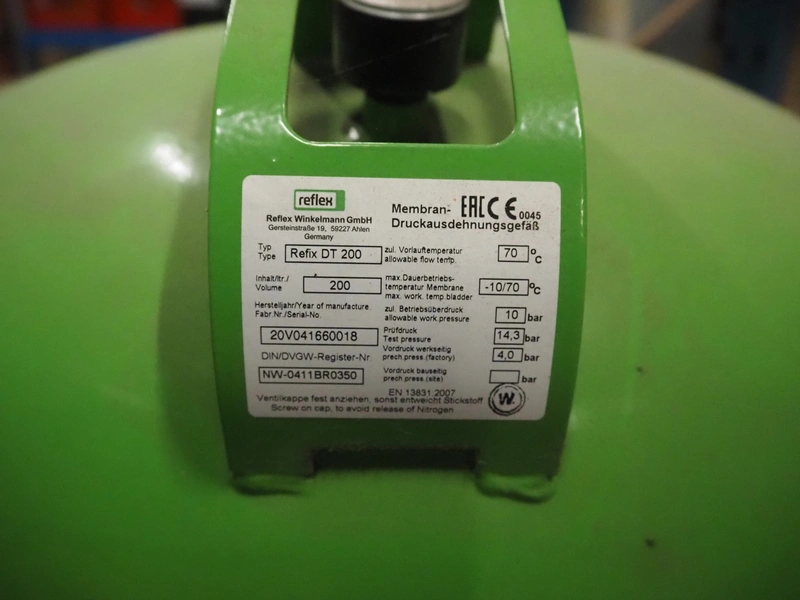 reflex
Reflex Winkelmann GmbH
Gersteinstraße 19, 59227 Ahlen
Germany
Membran- EAC CE 0045
Druckausdehnungsgefäß
Typ
Type Refix DT 200
zul. Vorlauftemperatur
allowable flow temp. 70 °C
Inhalt/ltr./
Volume 200
max.Dauerbetriebs-
temperatur Membrane
max. work. temp.bladder -10/70 °C
Herstelljahr/Year of manufacture
Fabr.Nr./Serial-No.
20V041660018
zul. Betriebsüberdruck
allowable work.pressure 10 bar
Prüfdruck
Test pressure 14,3 bar
DIN/DVGW-Register-Nr.
NW-0411BR0350
Vordruck werkseitig
prech.press (factory) 4,0 bar
Vordruck bauseitig
prech.press (site) bar
EN 13831:2007
Ventilkappe fest anziehen, sonst entweicht Stickstoff
Screw on cap, to avoid release of Nitrogen
W.